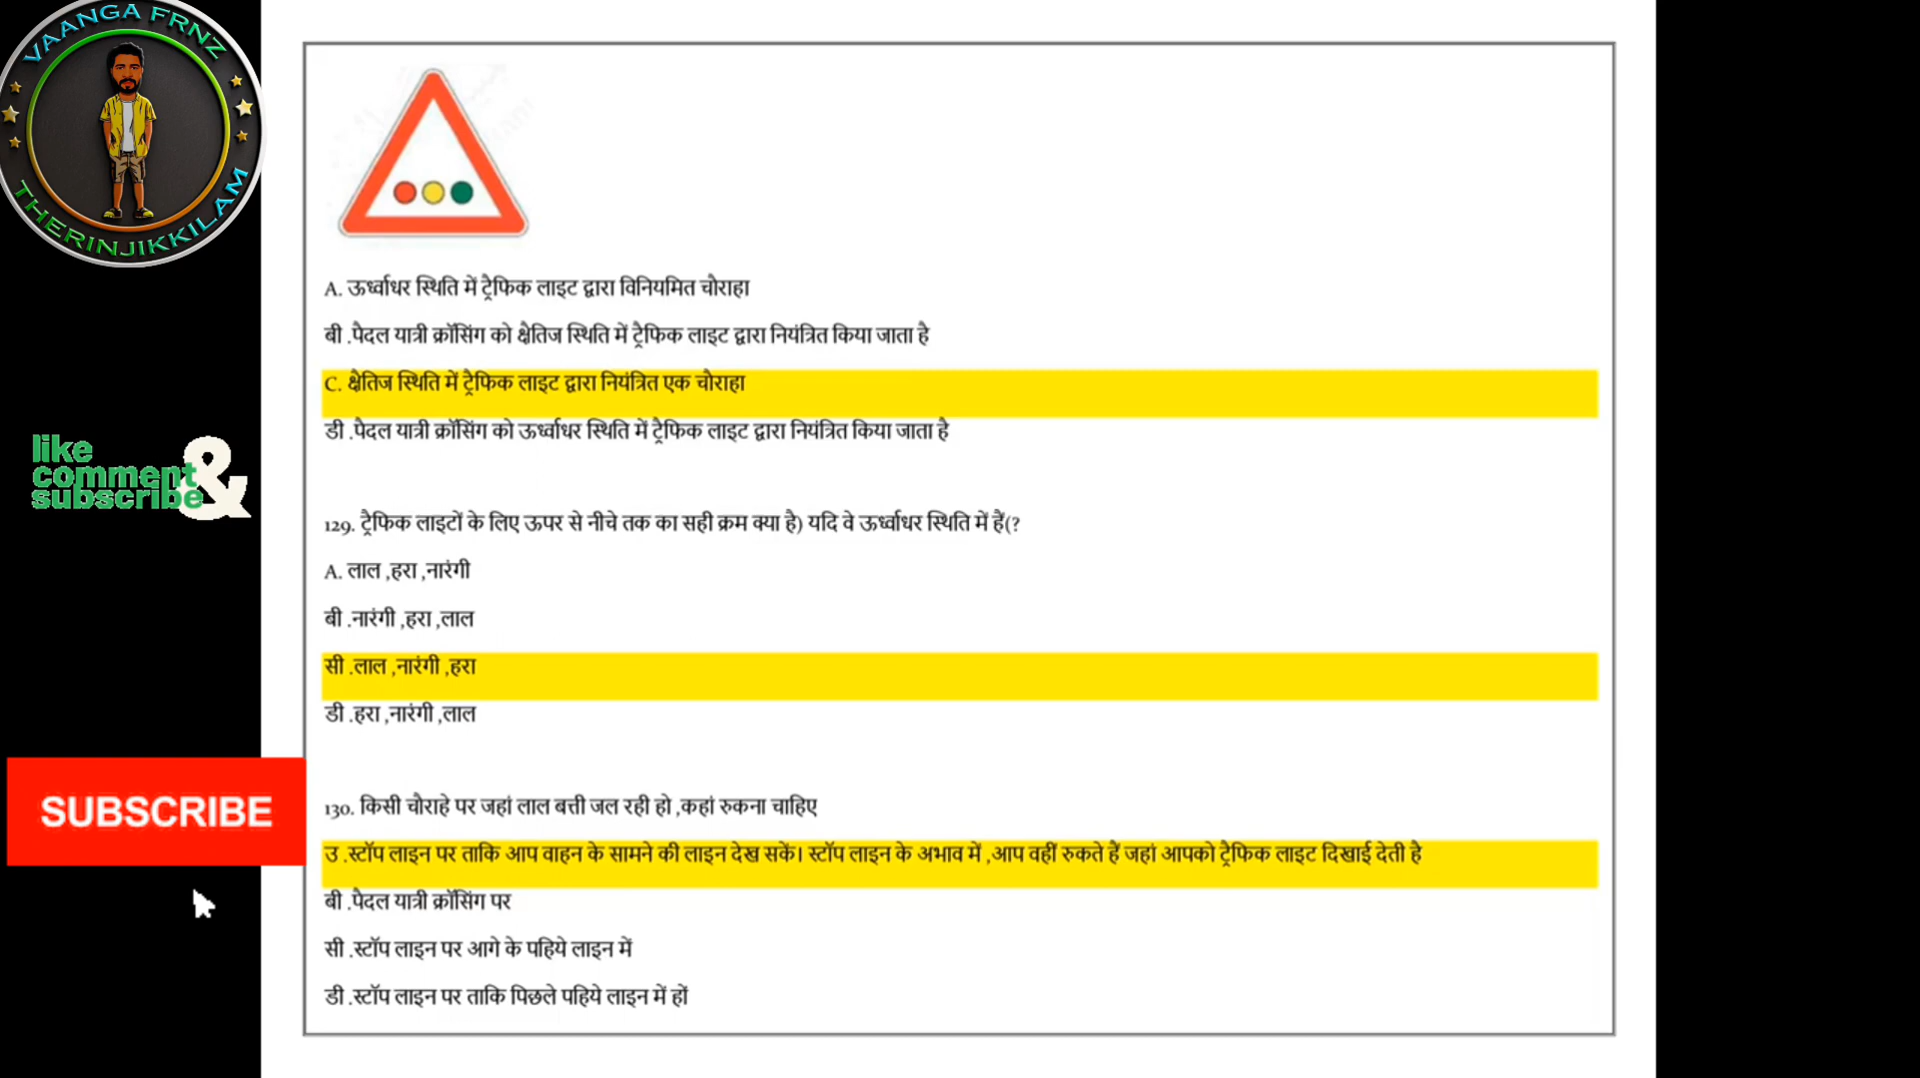 VAANGA FRNZ
THERINJIKKILAM
A. ऊर्ध्वाधर स्थिति में ट्रैफिक लाइट द्वारा विनियमित चौराहा
बी .पैदल यात्री क्रॉसिंग को क्षैतिज स्थिति में ट्रैफिक लाइट द्वारा नियंत्रित किया जाता है
C. क्षैतिज स्थिति में ट्रैफिक लाइट द्वारा नियंत्रित एक चौराहा
डी .पैदल यात्री क्रॉसिंग को ऊर्ध्वाधर स्थिति में ट्रैफिक लाइट द्वारा नियंत्रित किया जाता है
like
comment &
subscribe
129. ट्रैफिक लाइटों के लिए ऊपर से नीचे तक का सही क्रम क्या है) यदि वे ऊर्ध्वाधर स्थिति में हैं(?
A. लाल ,हरा ,नारंगी
बी .नारंगी ,हरा ,लाल
सी .लाल ,नारंगी ,हरा
डी .हरा ,नारंगी ,लाल
SUBSCRIBE
130. किसी चौराहे पर जहां लाल बत्ती जल रही हो ,कहां रुकना चाहिए
उ .स्टॉप लाइन पर ताकि आप वाहन के सामने की लाइन देख सकें। स्टॉप लाइन के अभाव में ,आप वहीं रुकते हैं जहां आपको ट्रैफिक लाइट दिखाई देती है
बी .पैदल यात्री क्रॉसिंग पर
सी .स्टॉप लाइन पर आगे के पहिये लाइन में
डी .स्टॉप लाइन पर ताकि पिछले पहिये लाइन में हों